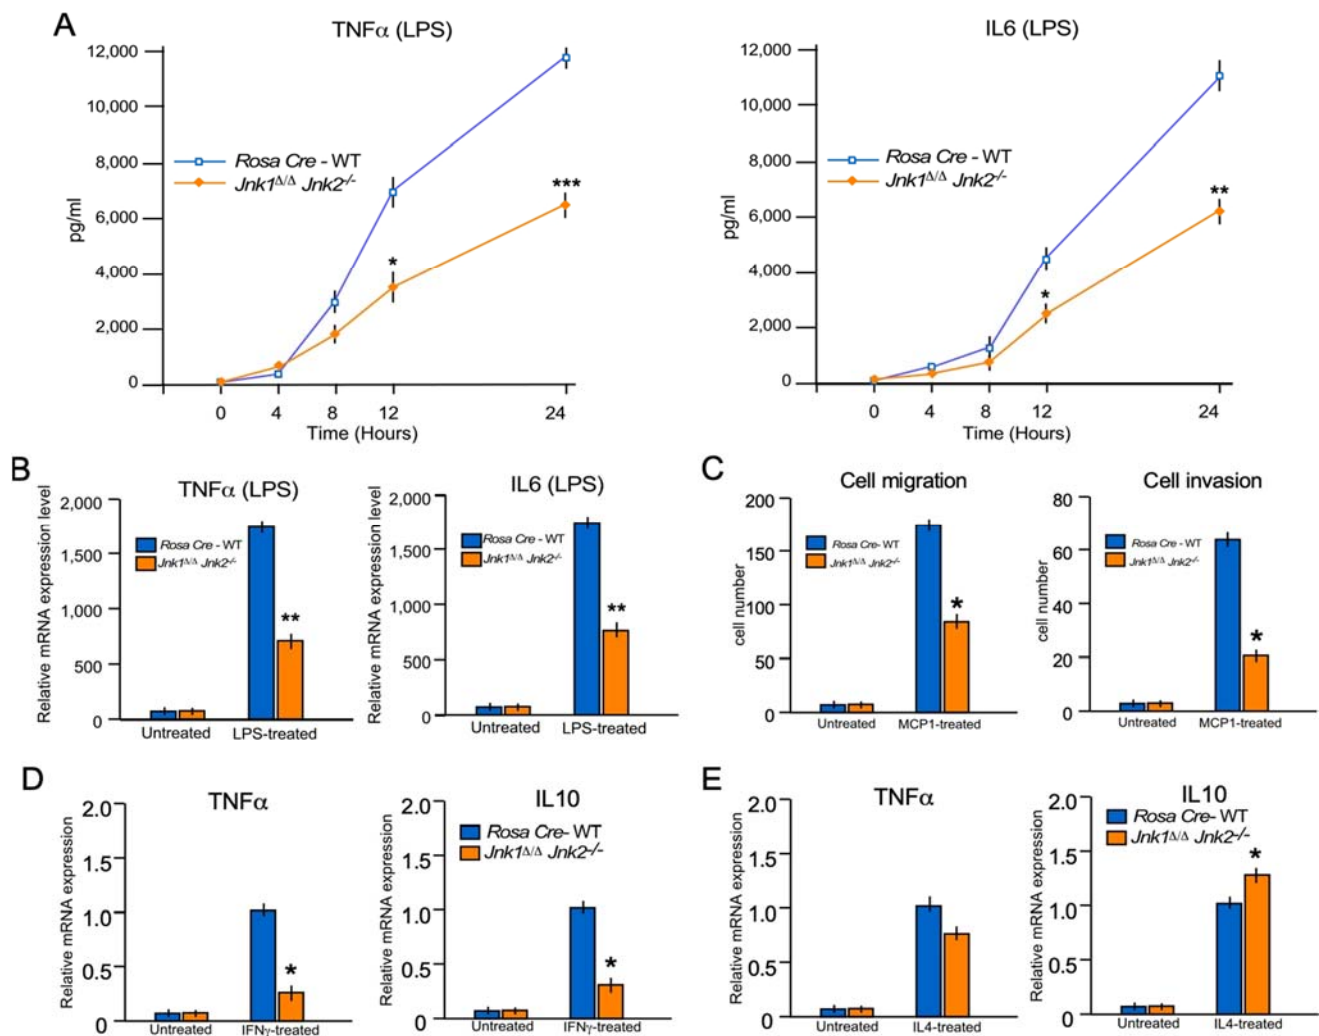 A
TNFα (LPS)
12,000
10,000
8,000
6,000
4,000
2,000
0
pg/ml
Rosa Cre - WT
Jnk1Δ/Δ Jnk2-/-
*
***
0 4 8 12 24
Time (Hours)
IL6 (LPS)
12,000
10,000
8,000
6,000
4,000
2,000
0
pg/ml
Rosa Cre - WT
Jnk1Δ/Δ Jnk2-/-
*
**
0 4 8 12 24
Time (Hours)
B
TNFα (LPS)
Relative mRNA expression level
2,000
1,500
1,000
500
0
Rosa Cre - WT
Jnk1Δ/Δ Jnk2-/-
**
Untreated LPS-treated
IL6 (LPS)
Relative mRNA expression level
2,000
1,500
1,000
500
0
Rosa Cre - WT
Jnk1Δ/Δ Jnk2-/-
**
Untreated LPS-treated
C
Cell migration
cell number
200
150
100
50
0
Rosa Cre- WT
Jnk1Δ/Δ Jnk2-/-
*
Untreated MCP1-treated
Cell invasion
cell number
80
60
40
20
0
Rosa Cre - WT
Jnk1Δ/Δ Jnk2-/-
*
Untreated MCP1-treated
D
TNFα
Relative mRNA expression
2.0
1.5
1.0
0.5
0
*
Untreated IFNγ-treated
IL10
Relative mRNA expression
2.0
1.5
1.0
0.5
0
Rosa Cre- WT
Jnk1Δ/Δ Jnk2-/-
*
Untreated IFNγ-treated
E
TNFα
Relative mRNA expression
2.0
1.5
1.0
0.5
0
Untreated IL4-treated
IL10
Relative mRNA expression
2.0
1.5
1.0
0.5
0
Rosa Cre- WT
Jnk1Δ/Δ Jnk2-/-
*
Untreated IL4-treated